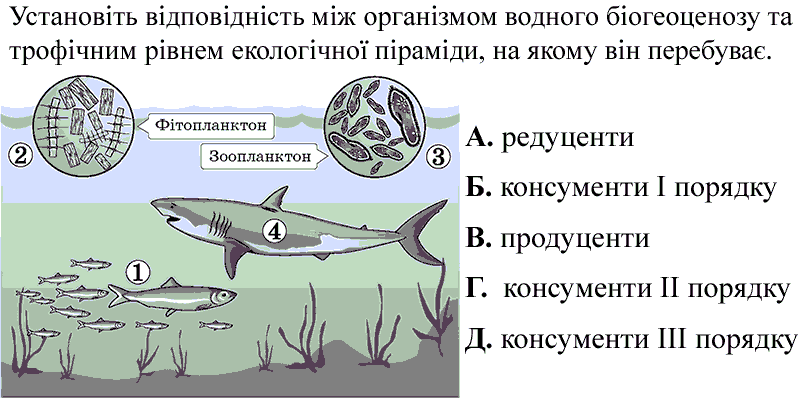 Установіть відповідність між організмом водного біогеоценозу та
трофічним рівнем екологічної піраміди, на якому він перебуває.
Фітопланктон
2
Зоопланктон
3
4
1
А. редуценти
Б. консументи І порядку
В. продуценти
Г. консументи ІІ порядку
Д. консументи ІІІ порядку